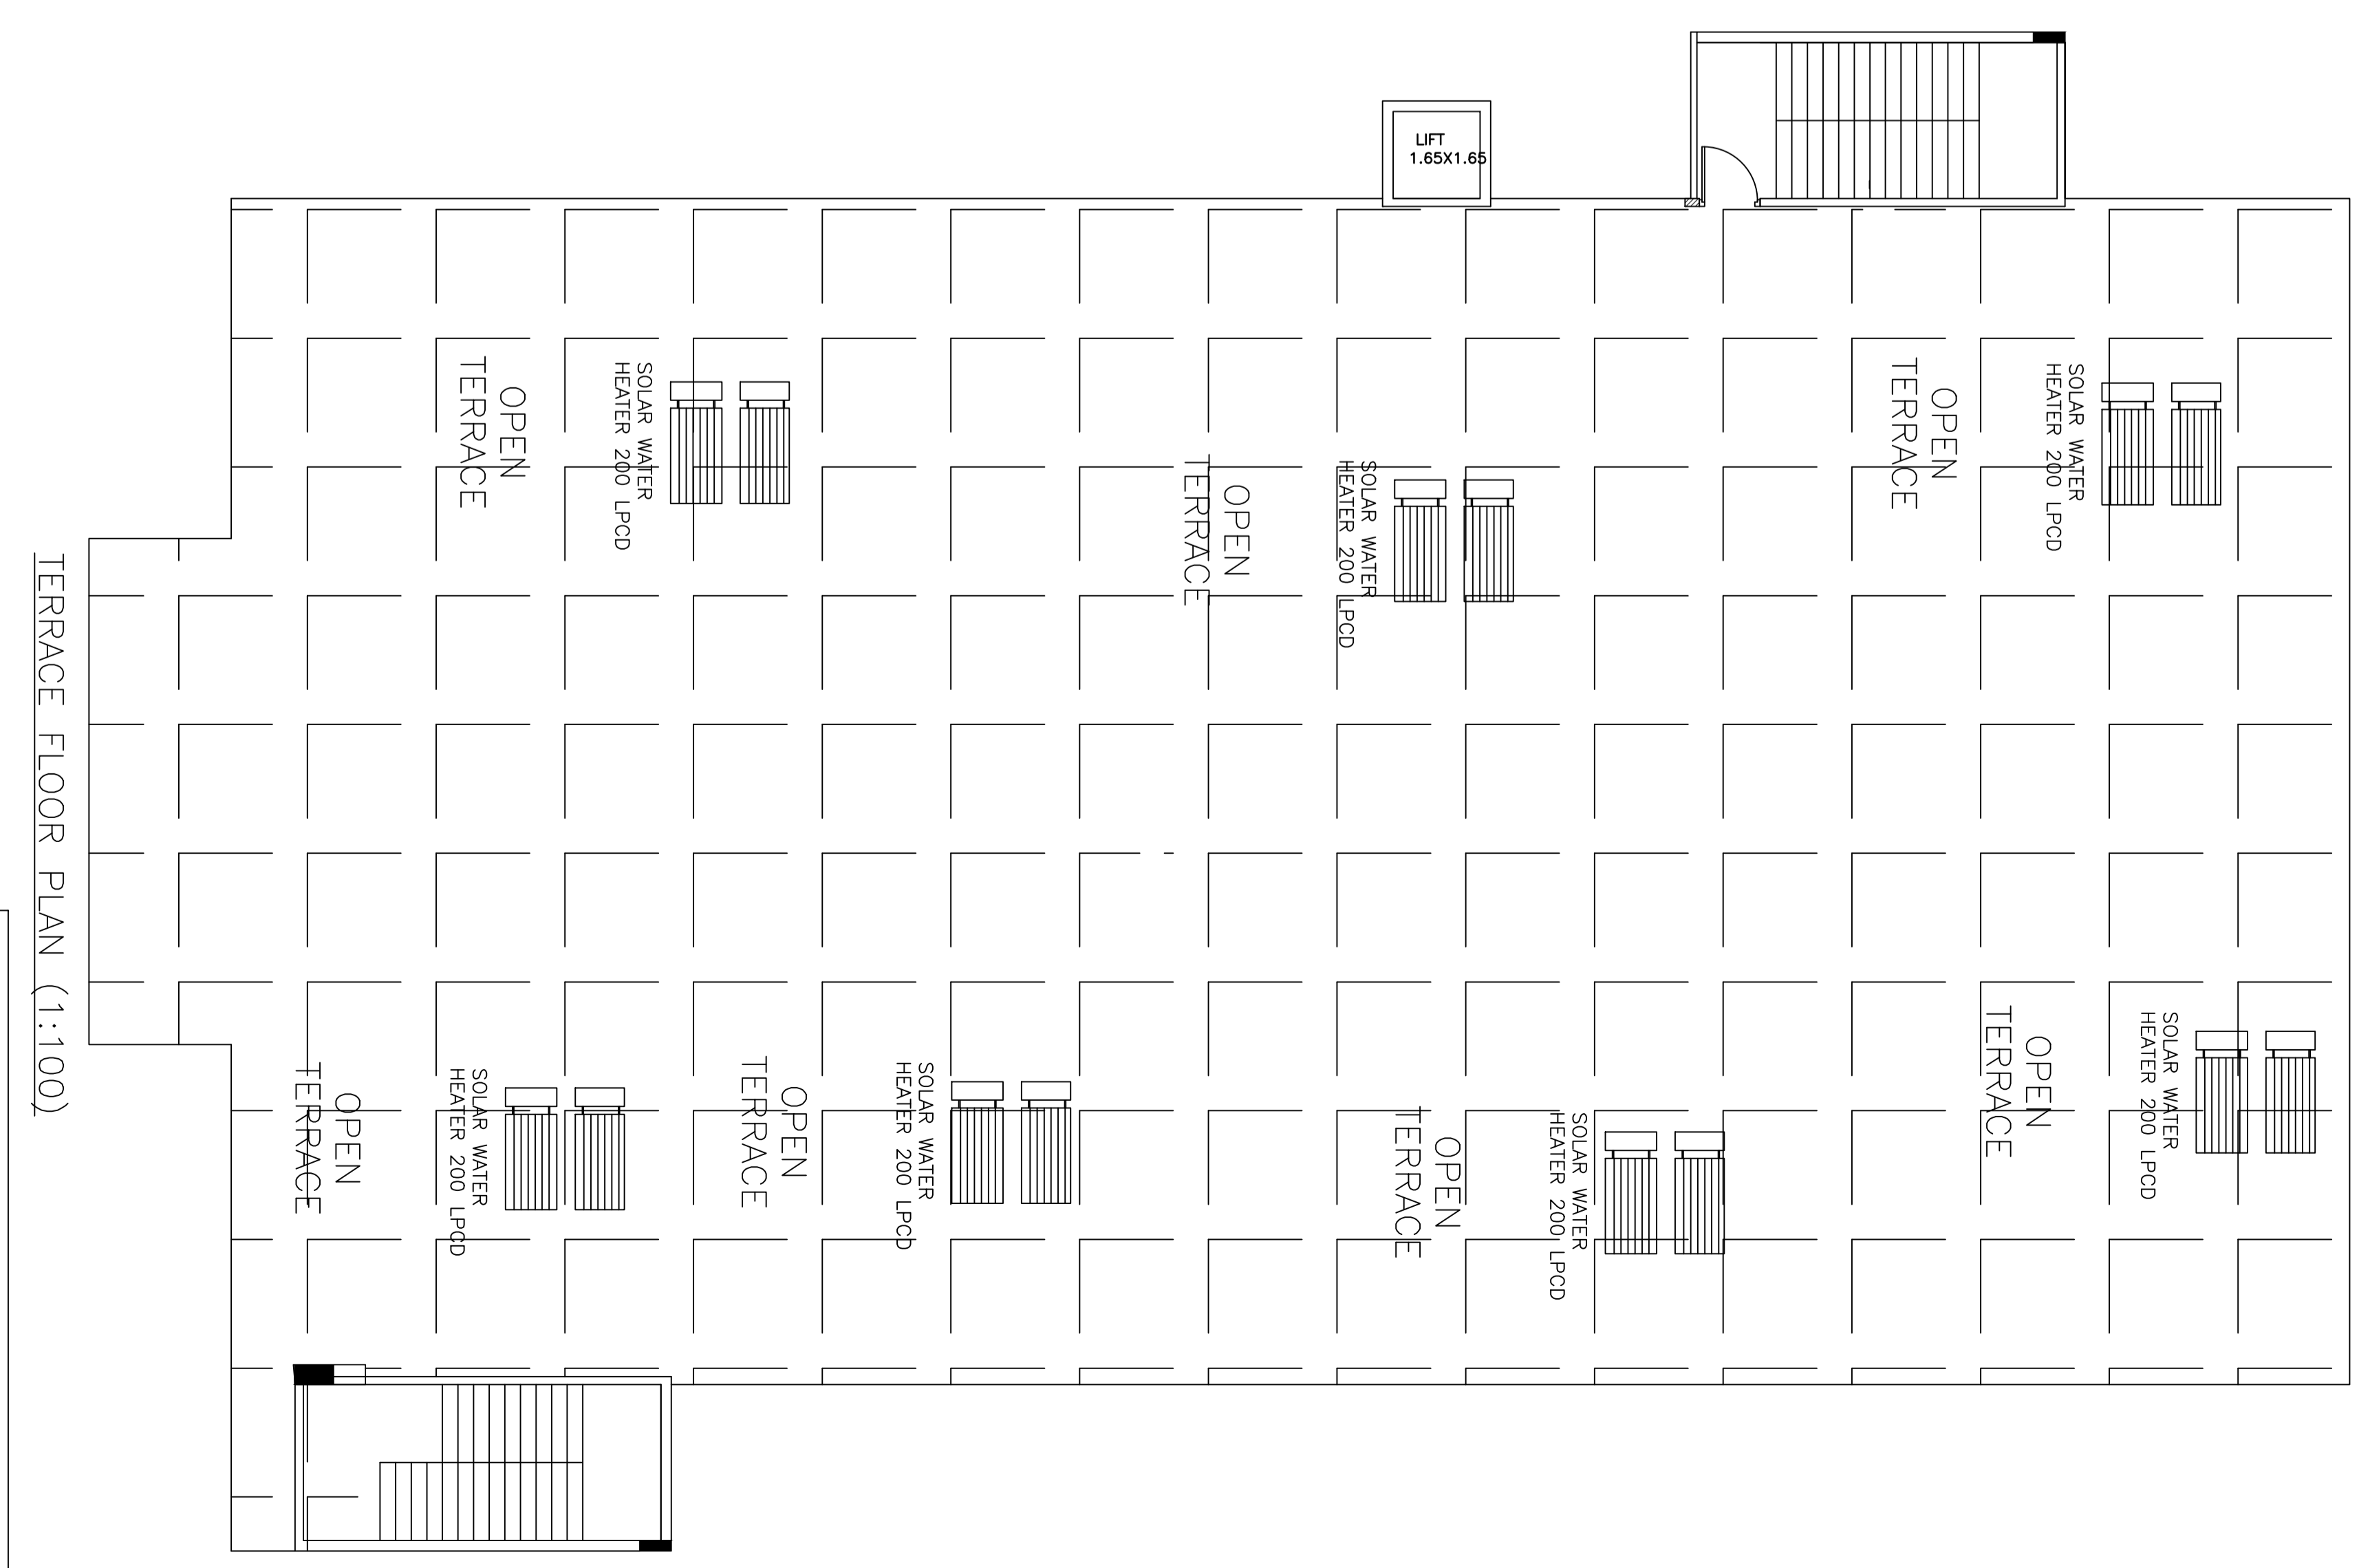 LIFT
1.65X1.65
OPEN
TERRACE
SOLAR WATER
HEATER 200 LPCD
OPEN
TERRACE
SOLAR WATER
HEATER 200 LPCD
OPEN
TERRACE
SOLAR WATER
HEATER 200 LPCD
OPEN
TERRACE
SOLAR WATER
HEATER 200 LPCD
OPEN
TERRACE
SOLAR WATER
HEATER 200 LPCD
OPEN
TERRACE
SOLAR WATER
HEATER 200 LPCD
OPEN
TERRACE
SOLAR WATER
HEATER 200 LPCD
TERRACE FLOOR PLAN (1:100)